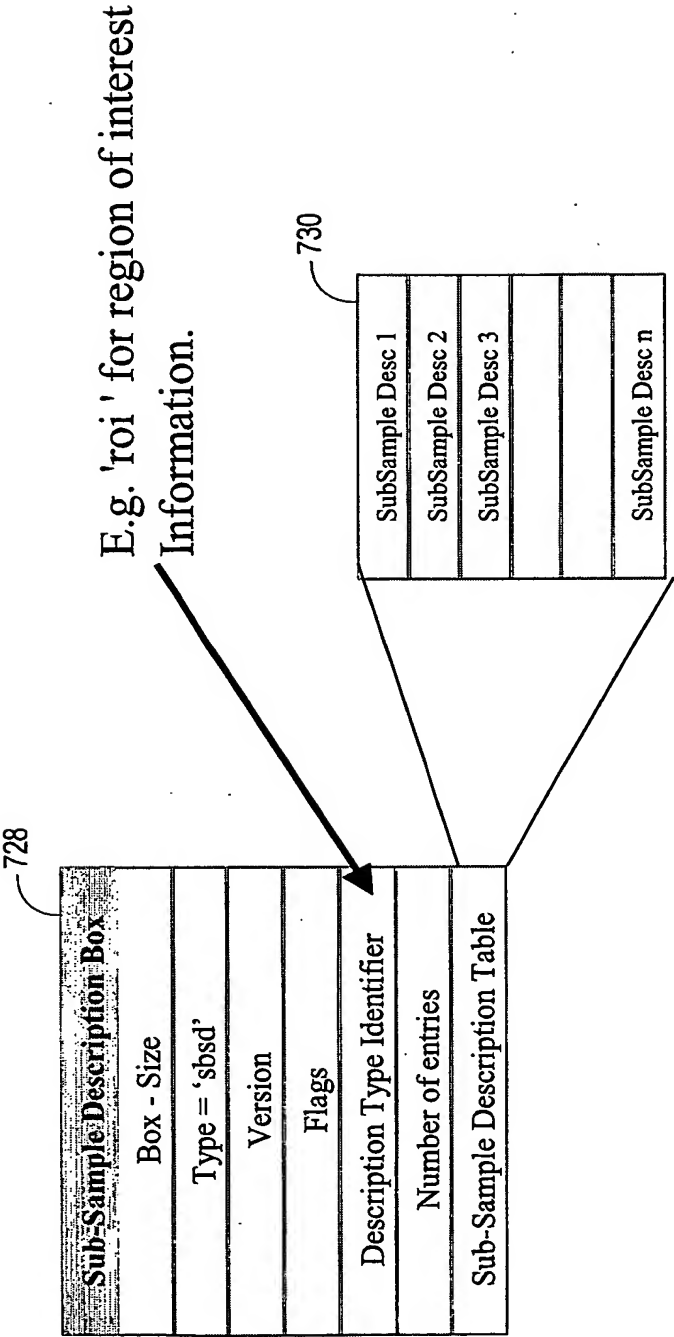 728
Sub-Sample Description Box
Box - Size
Type = ‘sbsd’
Version
Flags
Description Type Identifier
Number of entries
Sub-Sample Description Table
E.g. 'roi ' for region of interest
Information.
730
SubSample Desc 1
SubSample Desc 2
SubSample Desc 3
SubSample Desc n